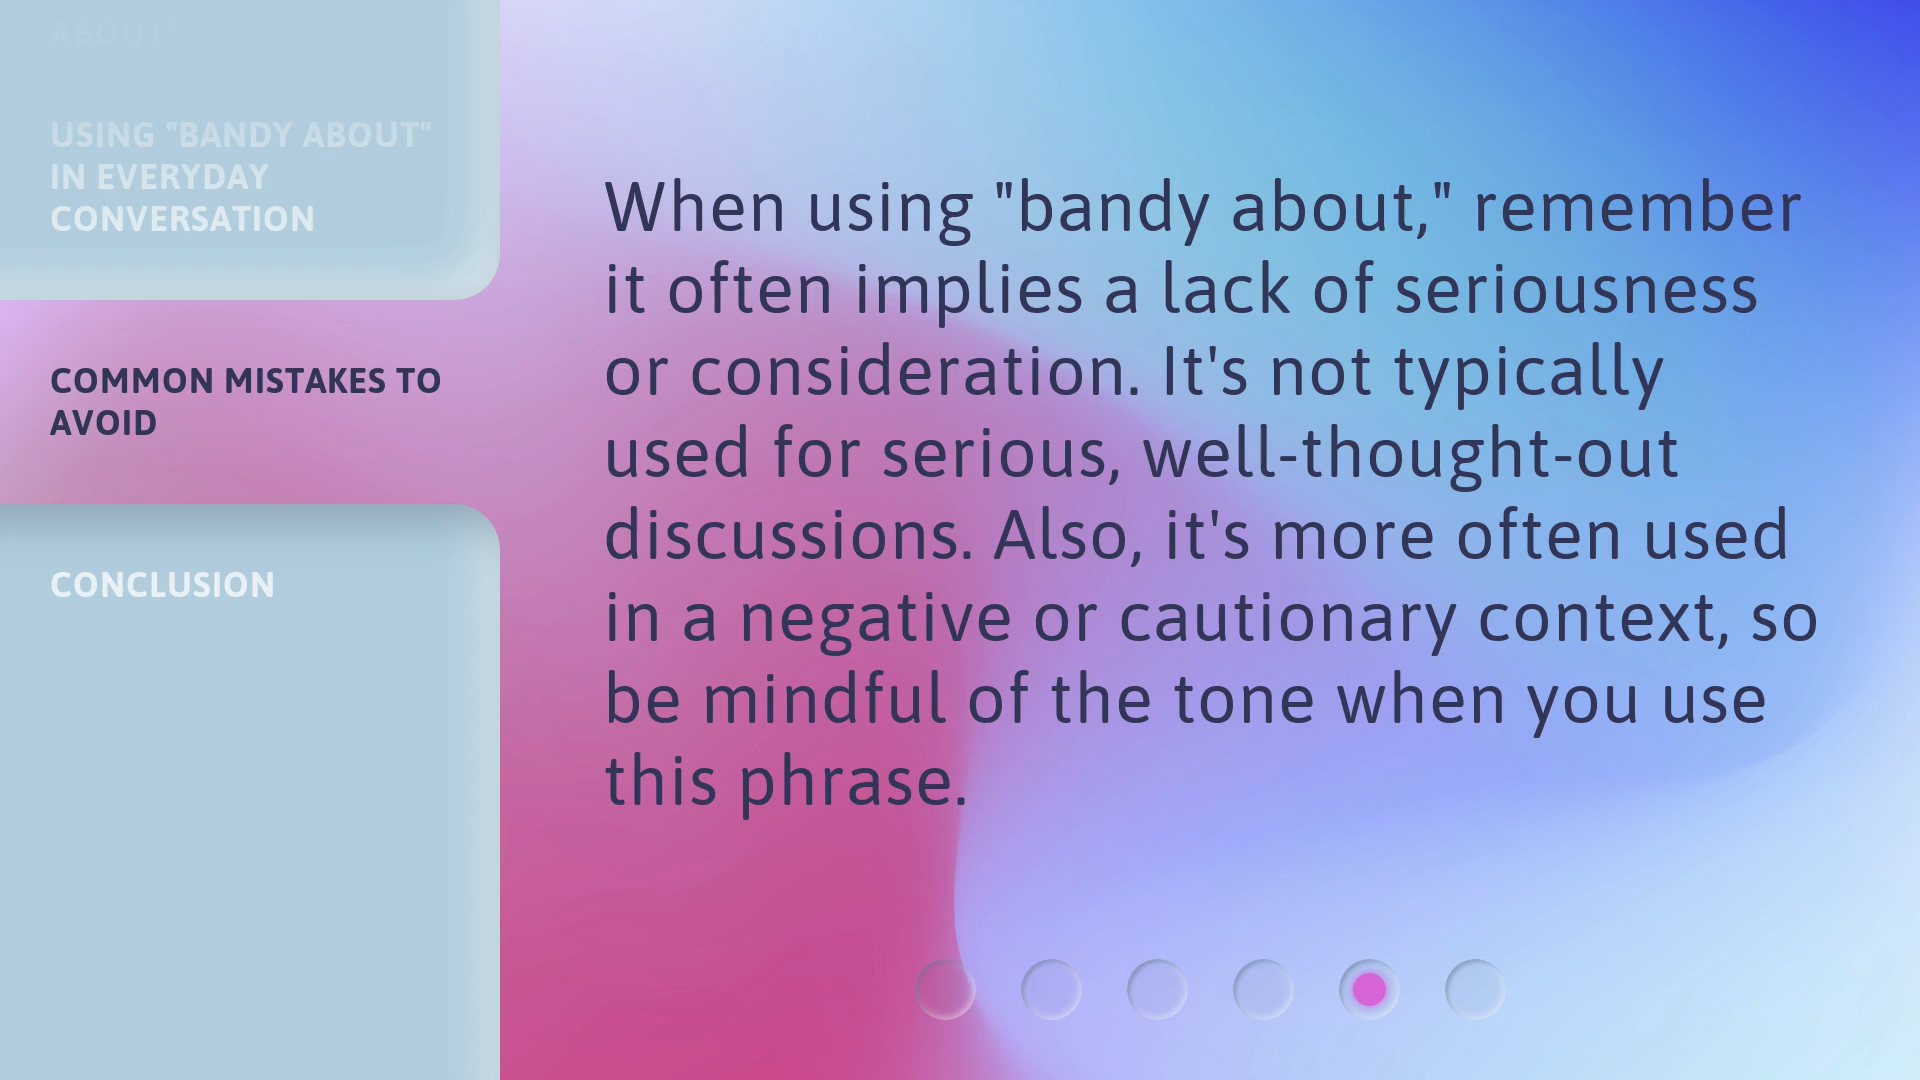 ABOUT"
USING "BANDY ABOUT"
IN EVERYDAY
CONVERSATION
COMMON MISTAKES TO
AVOID
CONCLUSION
When using "bandy about," remember
it often implies a lack of seriousness
or consideration. It's not typically
used for serious, well-thought-out
discussions. Also, it's more often used
in a negative or cautionary context, so
be mindful of the tone when you use
this phrase.